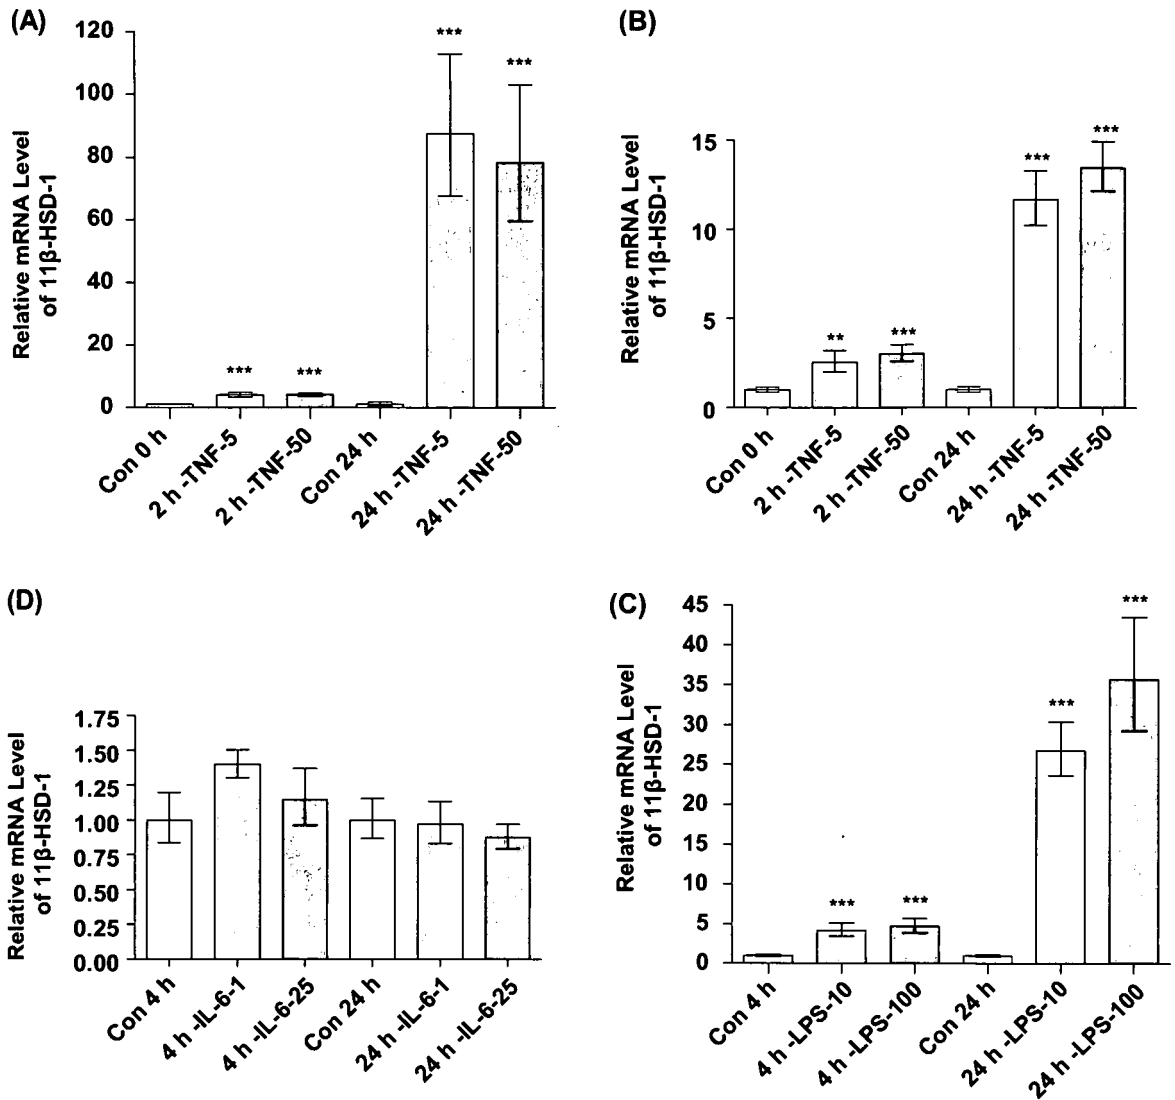 (A)
120
100
80
60
40
20
0
Relative mRNA Level
of 11β-HSD-1
***
***
***
***
Con 0 h
2 h -TNF-5
2 h -TNF-50
Con 24 h
24 h -TNF-5
24 h -TNF-50
(B)
15
10
5
0
Relative mRNA Level
of 11β-HSD-1
**
***
***
***
Con 0 h
2 h -TNF-5
2 h -TNF-50
Con 24 h
24 h -TNF-5
24 h -TNF-50
(D)
1.75
1.50
1.25
1.00
0.75
0.50
0.25
0.00
Relative mRNA Level
of 11β-HSD-1
Con 4 h
4 h -IL-6-1
4 h -IL-6-25
Con 24 h
24 h -IL-6-1
24 h -IL-6-25
(C)
45
40
35
30
25
20
15
10
5
0
Relative mRNA Level
of 11β-HSD-1
***
***
***
***
Con 4 h
4 h -LPS-10
4 h -LPS-100
Con 24 h
24 h -LPS-10
24 h -LPS-100